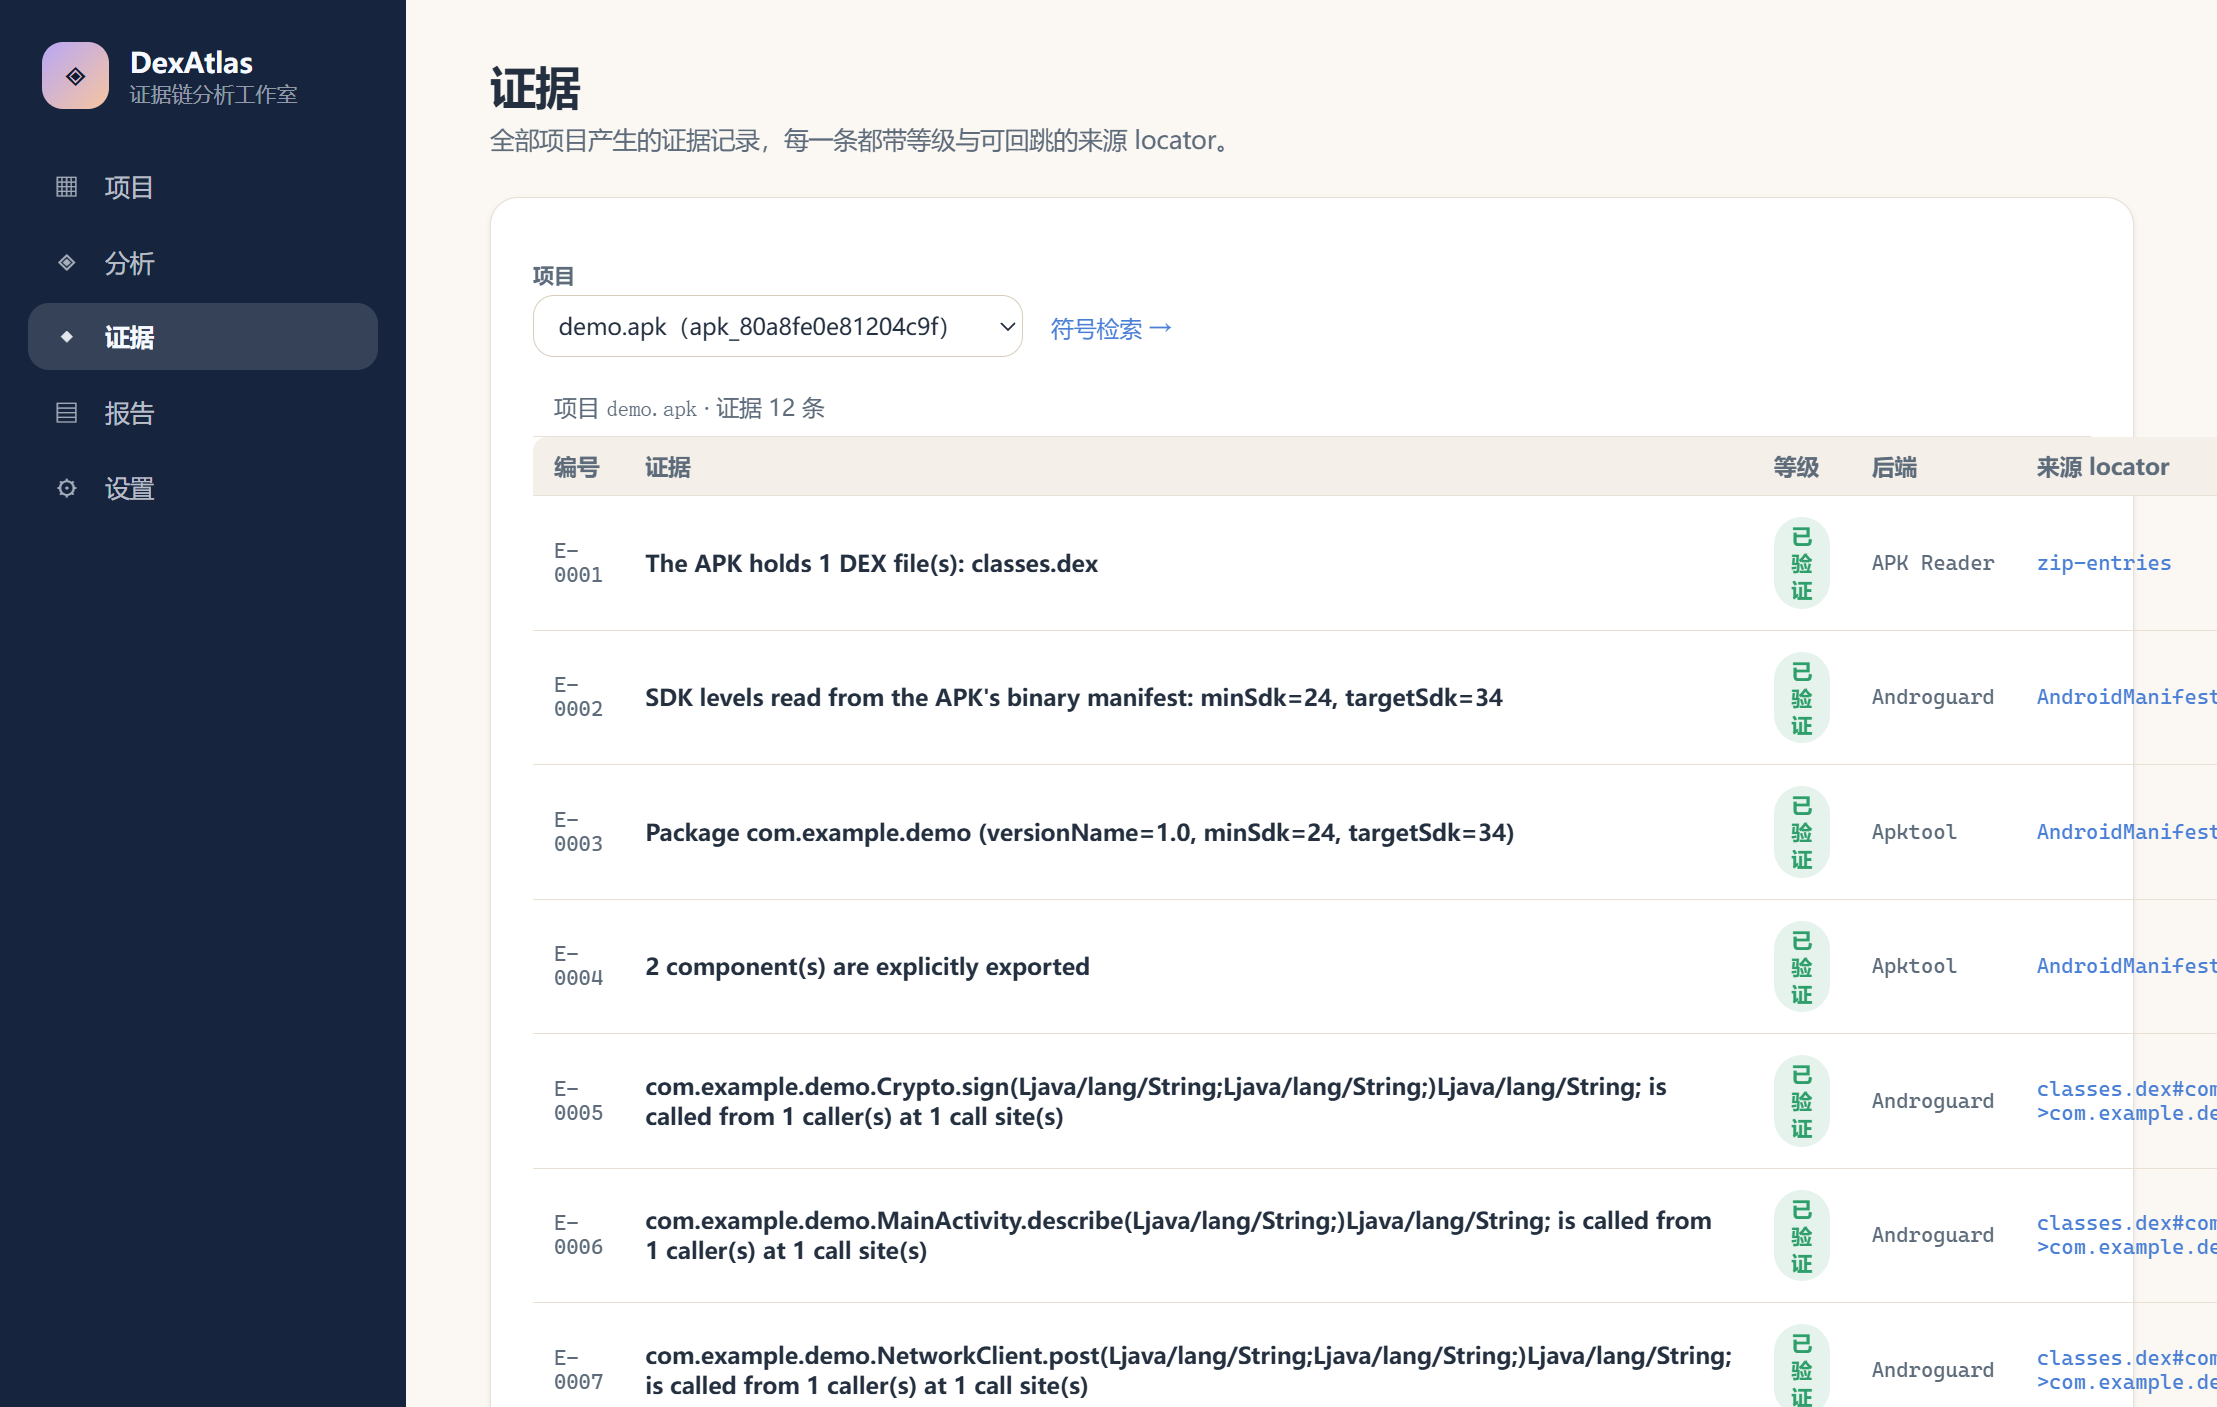 DexAtlas
证据链分析工作室
项目
分析
证据
报告
设置
证据
全部项目产生的证据记录，每一条都带等级与可回跳的来源 locator。
项目
demo.apk（apk_80a8fe0e81204c9f）
符号检索 →
项目 demo.apk · 证据 12 条
编号 证据 等级 后端 来源 locator
E-0001 The APK holds 1 DEX file(s): classes.dex 已验证 APK Reader zip-entries
E-0002 SDK levels read from the APK's binary manifest: minSdk=24, targetSdk=34 已验证 Androguard AndroidManifest
E-0003 Package com.example.demo (versionName=1.0, minSdk=24, targetSdk=34) 已验证 Apktool AndroidManifest
E-0004 2 component(s) are explicitly exported 已验证 Apktool AndroidManifest
E-0005 com.example.demo.Crypto.sign(Ljava/lang/String;Ljava/lang/String;)Ljava/lang/String; is called from 1 caller(s) at 1 call site(s) 已验证 Androguard classes.dex#com >com.example.de
E-0006 com.example.demo.MainActivity.describe(Ljava/lang/String;)Ljava/lang/String; is called from 1 caller(s) at 1 call site(s) 已验证 Androguard classes.dex#com >com.example.de
E-0007 com.example.demo.NetworkClient.post(Ljava/lang/String;Ljava/lang/String;)Ljava/lang/String; is called from 1 caller(s) at 1 call site(s) 已验证 Androguard classes.dex#com >com.example.de